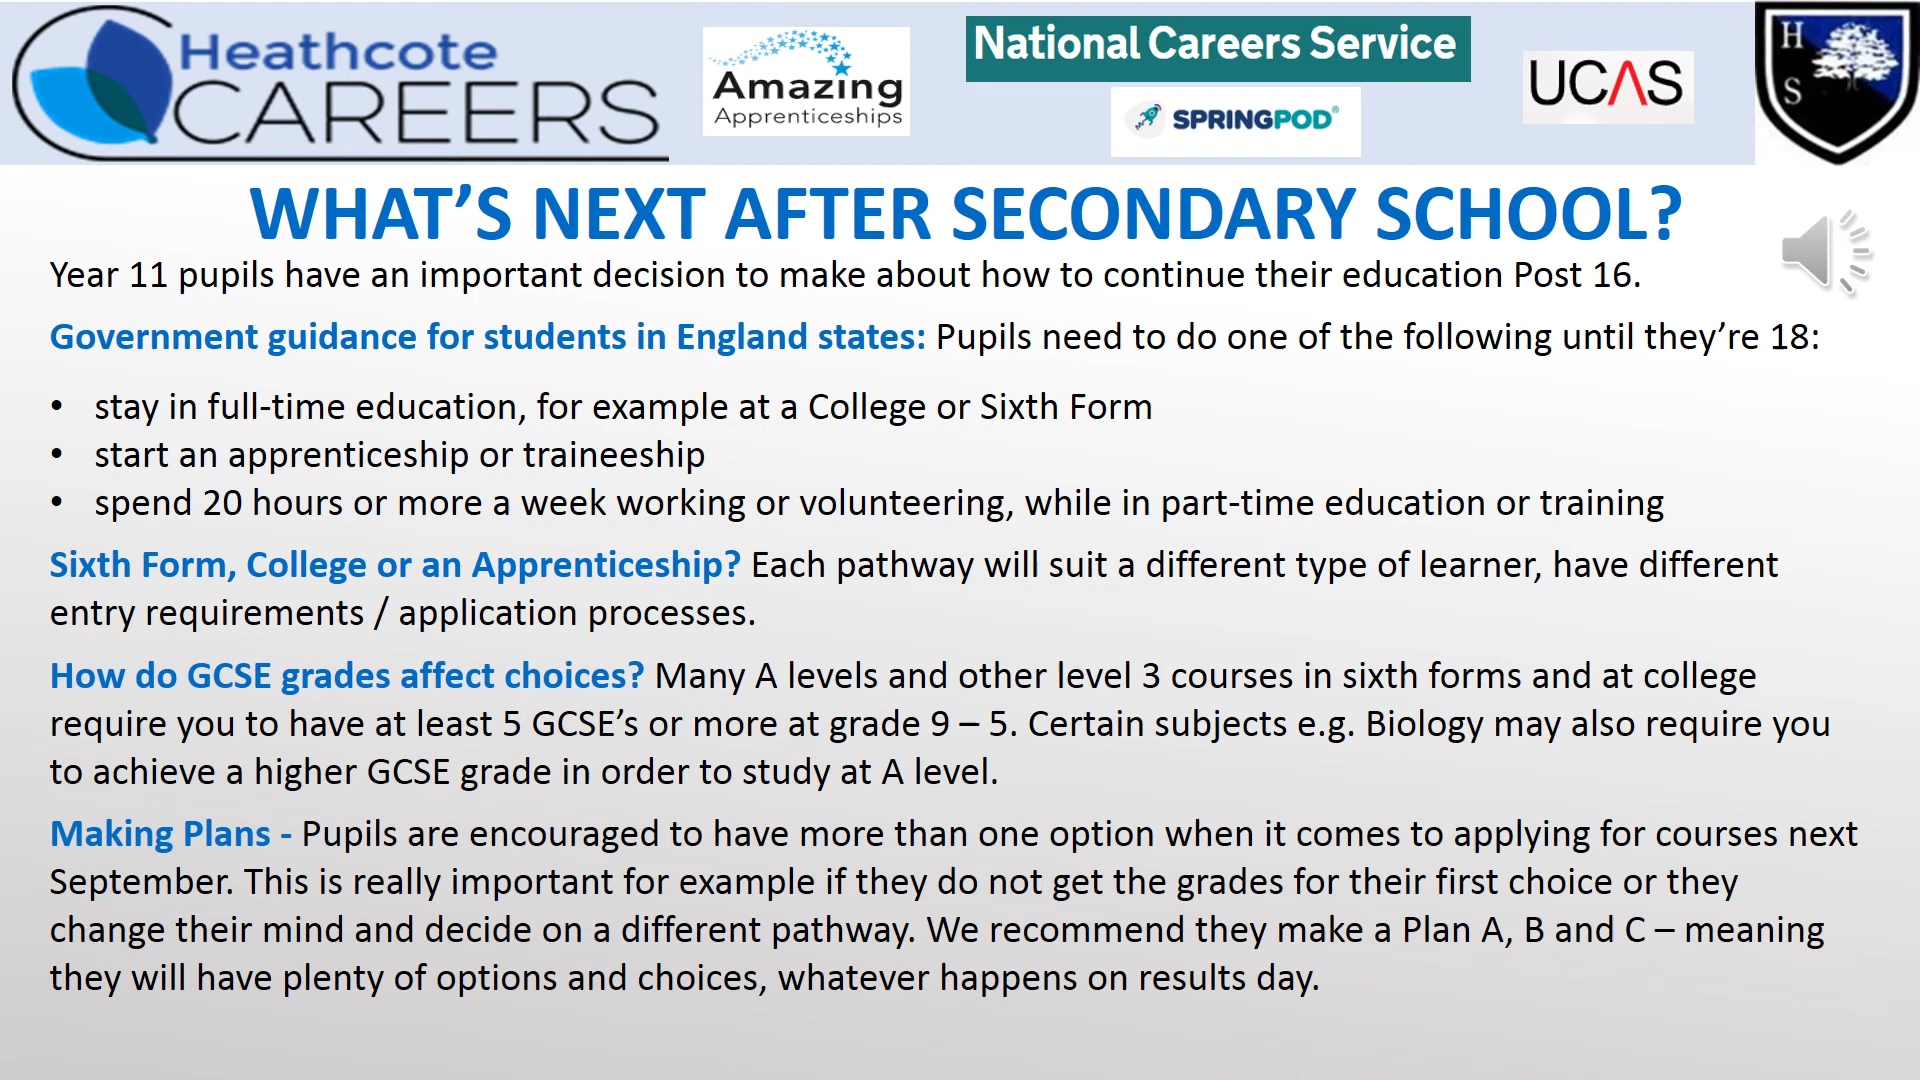 Heathcote
CAREERS
Amazing
Apprenticeships
National Careers Service
SPRINGPOD®
UCAS
H
S
WHAT’S NEXT AFTER SECONDARY SCHOOL?
Year 11 pupils have an important decision to make about how to continue their education Post 16.
Government guidance for students in England states: Pupils need to do one of the following until they’re 18:
• stay in full-time education, for example at a College or Sixth Form
• start an apprenticeship or traineeship
• spend 20 hours or more a week working or volunteering, while in part-time education or training
Sixth Form, College or an Apprenticeship? Each pathway will suit a different type of learner, have different
entry requirements / application processes.
How do GCSE grades affect choices? Many A levels and other level 3 courses in sixth forms and at college
require you to have at least 5 GCSE’s or more at grade 9 – 5. Certain subjects e.g. Biology may also require you
to achieve a higher GCSE grade in order to study at A level.
Making Plans - Pupils are encouraged to have more than one option when it comes to applying for courses next
September. This is really important for example if they do not get the grades for their first choice or they
change their mind and decide on a different pathway. We recommend they make a Plan A, B and C – meaning
they will have plenty of options and choices, whatever happens on results day.